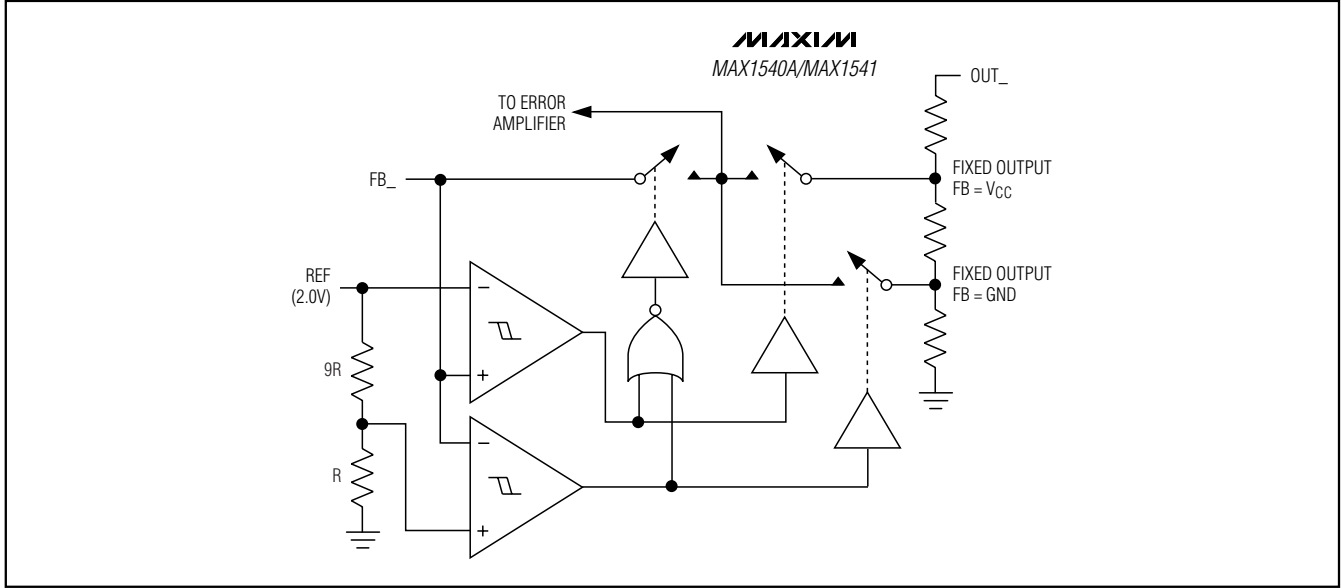 MAXIM
MAX1540A/MAX1541
OUT_
TO ERROR
AMPLIFIER
FIXED OUTPUT
FB = VCC
FB_
REF
(2.0V)
FIXED OUTPUT
FB = GND
−
9R
+
−
R
+